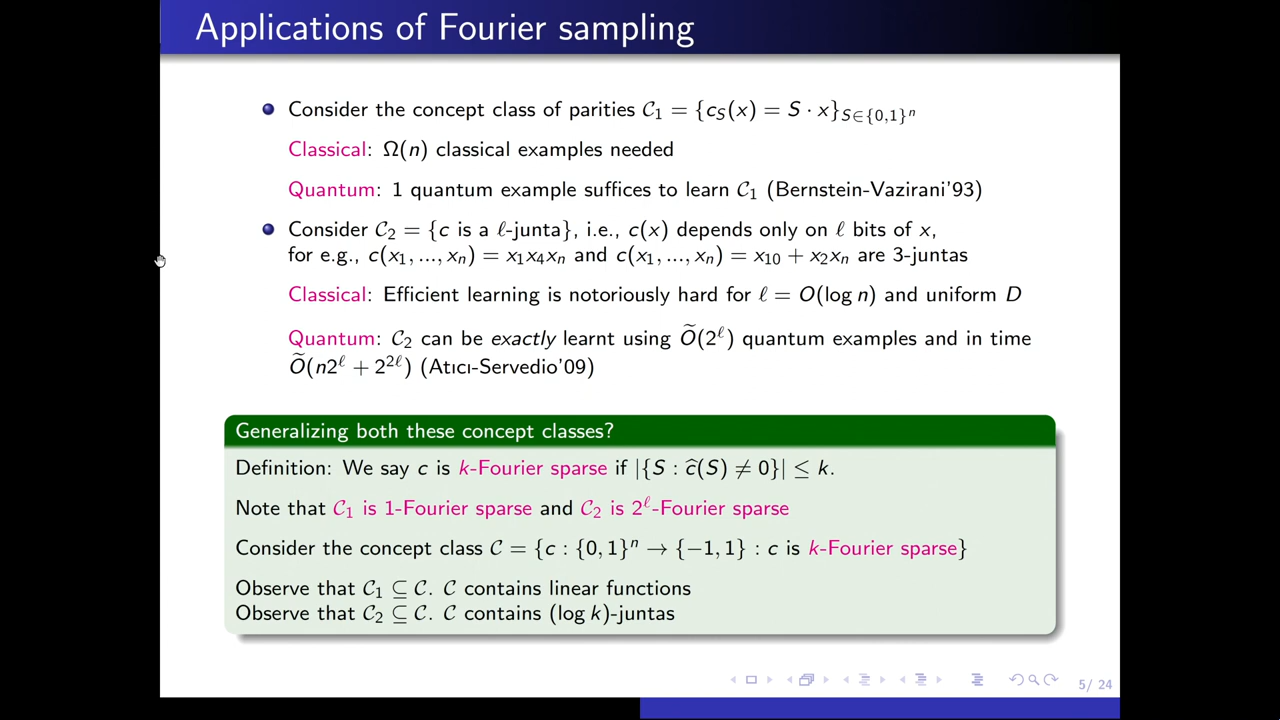 Applications of Fourier sampling
Consider the concept class of parities 𝒞₁ = {c_S(x) = S · x}_{S∈{0,1}ⁿ}
Classical: Ω(n) classical examples needed
Quantum: 1 quantum example suffices to learn 𝒞₁ (Bernstein-Vazirani'93)
Consider 𝒞₂ = {c is a ℓ-junta}, i.e., c(x) depends only on ℓ bits of x,
for e.g., c(x₁, ..., xₙ) = x₁x₄xₙ and c(x₁, ..., xₙ) = x₁₀ + x₂xₙ are 3-juntas
Classical: Efficient learning is notoriously hard for ℓ = O(log n) and uniform D
Quantum: 𝒞₂ can be exactly learnt using Õ(2^ℓ) quantum examples and in time
Õ(n2^ℓ + 2^{2ℓ}) (Atıcı-Servedio'09)
Generalizing both these concept classes?
Definition: We say c is k-Fourier sparse if |{S : ĉ(S) ≠ 0}| ≤ k.
Note that 𝒞₁ is 1-Fourier sparse and 𝒞₂ is 2^ℓ-Fourier sparse
Consider the concept class 𝒞 = {c : {0,1}ⁿ → {−1,1} : c is k-Fourier sparse}
Observe that 𝒞₁ ⊆ 𝒞. 𝒞 contains linear functions
Observe that 𝒞₂ ⊆ 𝒞. 𝒞 contains (log k)-juntas
5/ 24